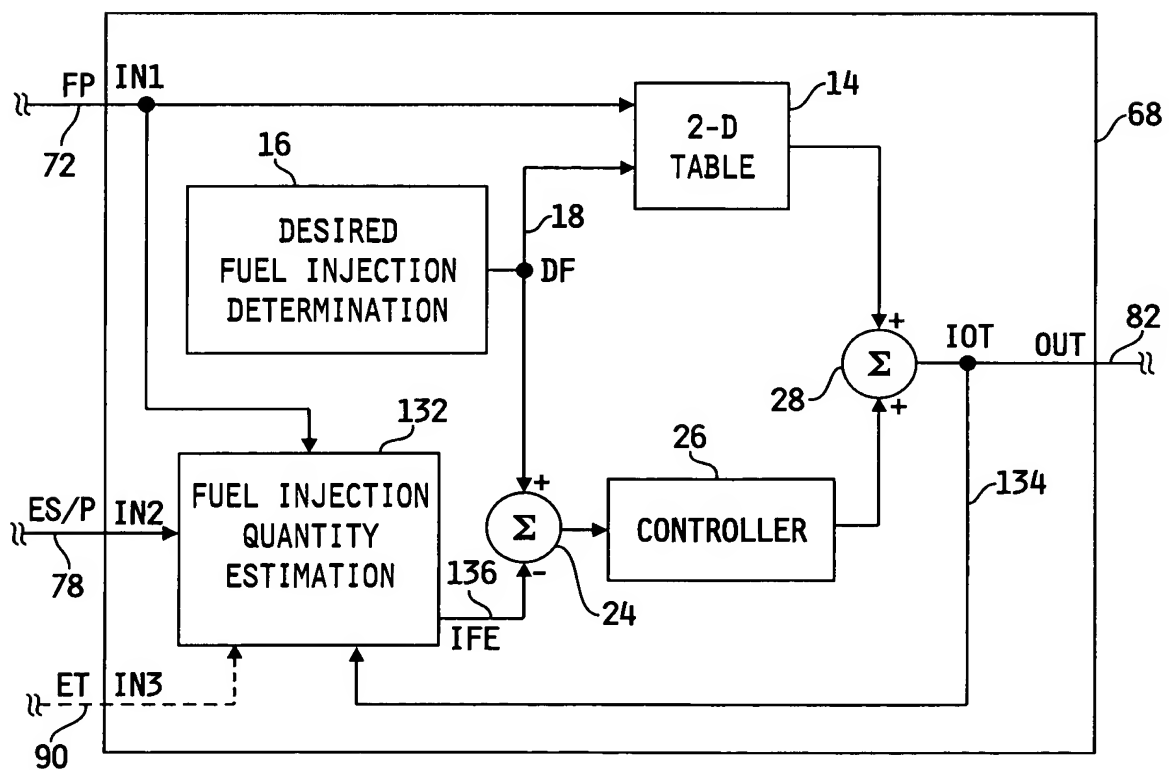 FP
IN1
72
16
14
68
2-D
TABLE
DESIRED
FUEL INJECTION
DETERMINATION
18
DF
+
Σ
28
+
IOT
OUT
82
132
FUEL INJECTION
QUANTITY
ESTIMATION
ES/P
IN2
78
+
Σ
-
24
26
CONTROLLER
134
136
IFE
ET
IN3
90